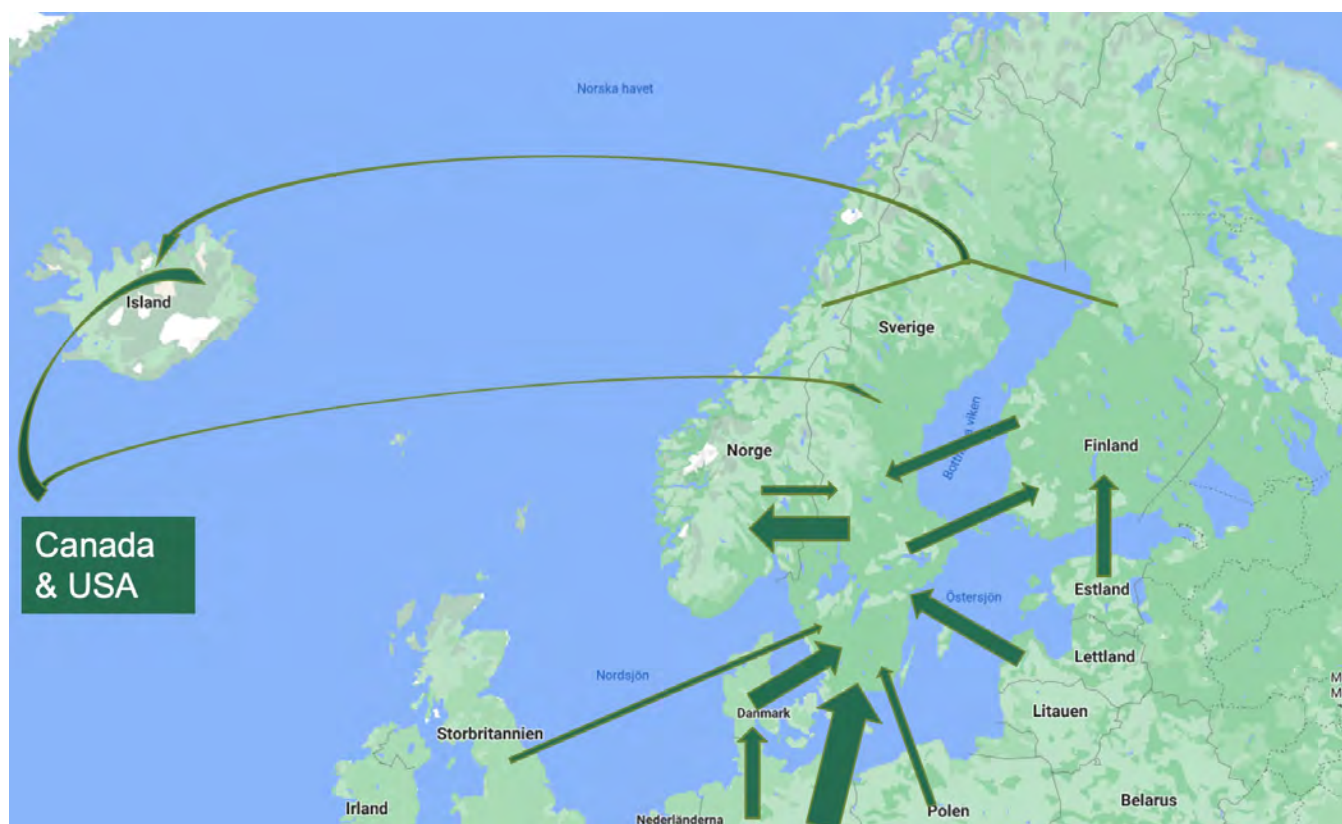 Norska havet
Island
Sverige
Norge
Finland
Canada
& USA
Estland
Östersjön
Lettland
Nordsjön
Litauen
Danmark
Storbritannien
Irland
Nederländerna
Polen
Belarus
M
M